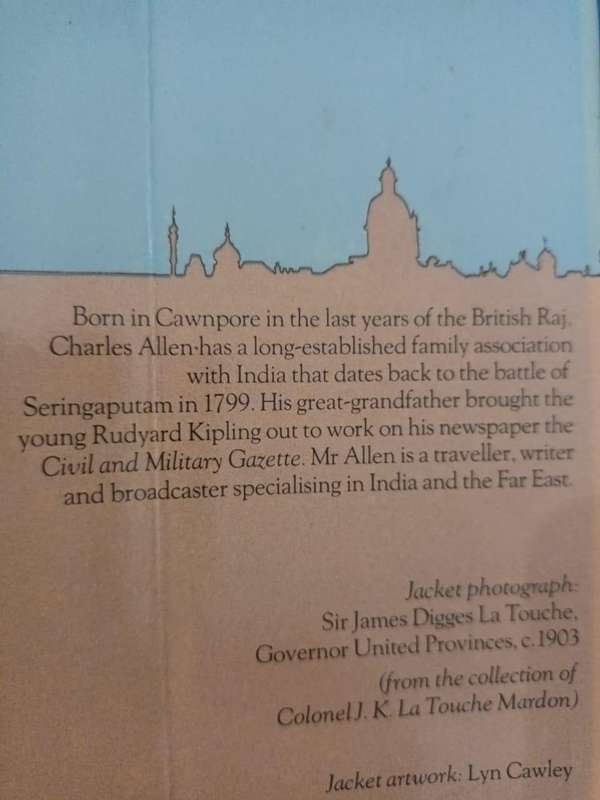 Born in Cawnpore in the last years of the British Raj,
Charles Allen has a long-established family association
with India that dates back to the battle of
Seringaputam in 1799. His great-grandfather brought the
young Rudyard Kipling out to work on his newspaper the
Civil and Military Gazette. Mr Allen is a traveller, writer
and broadcaster specialising in India and the Far East.
Jacket photograph:
Sir James Digges La Touche,
Governor United Provinces, c. 1903
(from the collection of
Colonel J. K. La Touche Mardon)
Jacket artwork: Lyn Cawley